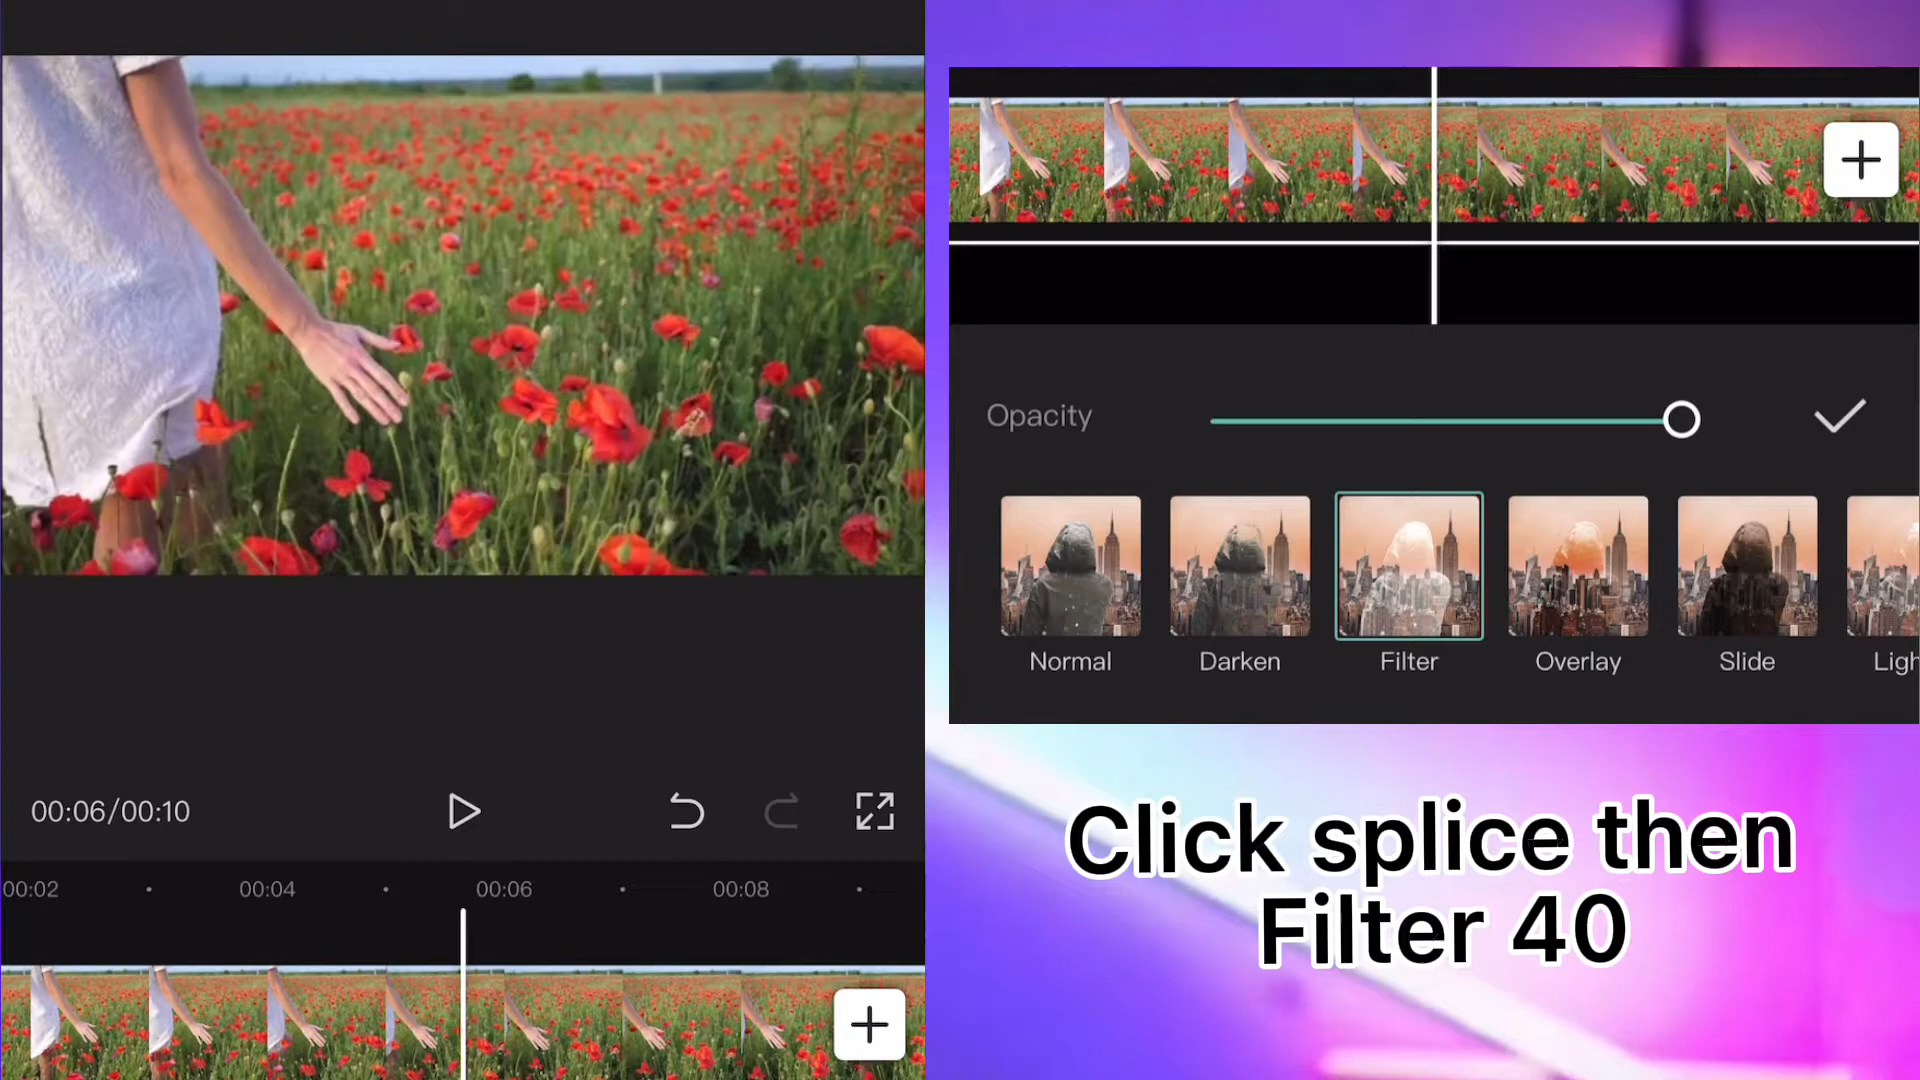 00:06/00:10
00:02
00:04
00:06
00:08
Opacity
Normal
Darken
Filter
Overlay
Slide
Ligh
Click splice then
Filter 40